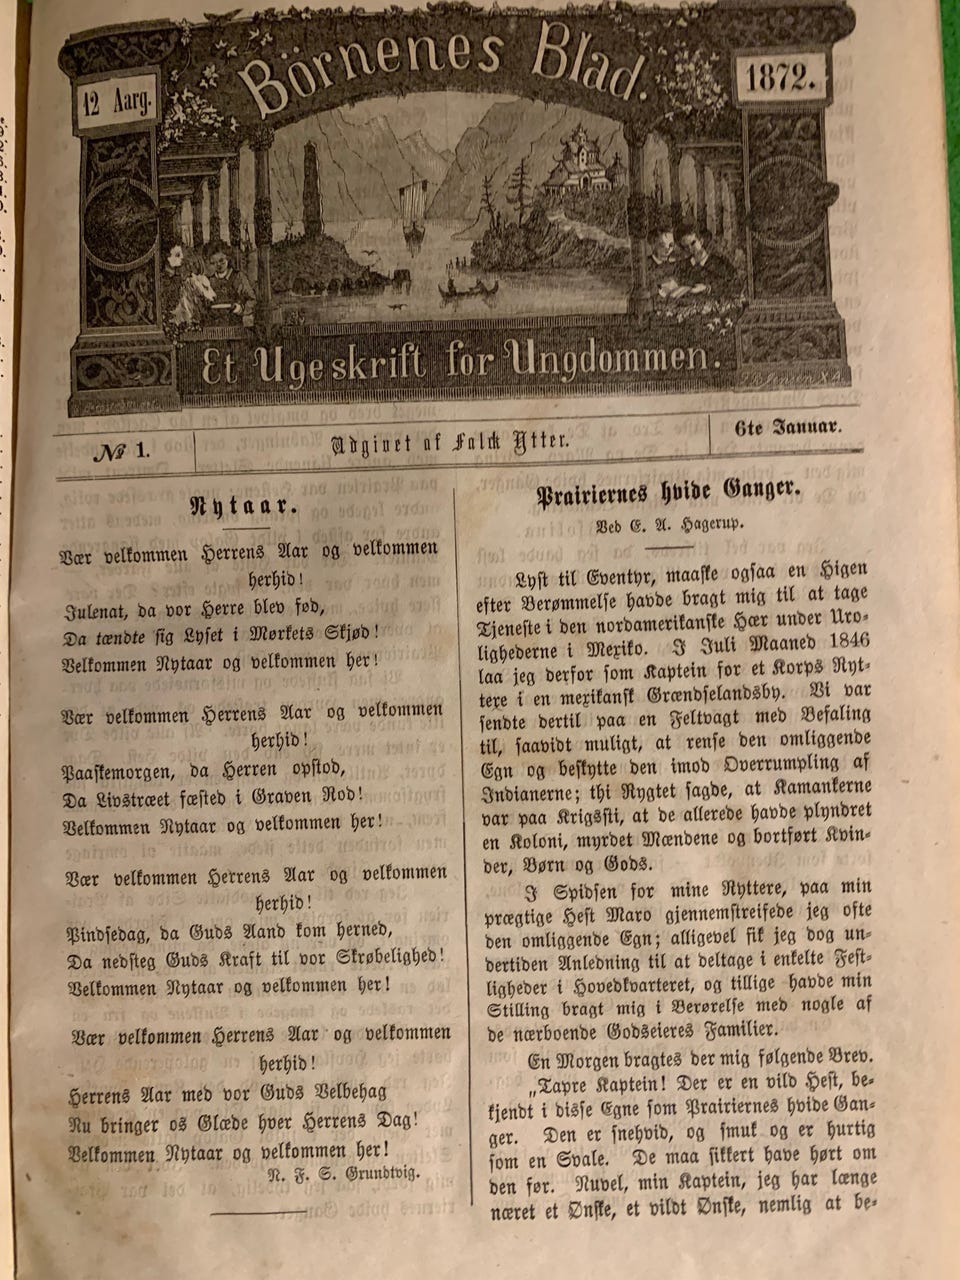 Börnenes Blad.
12 Aarg.
1872.
Et Ugeskrift for Ungdommen.
№ 1.
Udgivet af Falck Ytter.
6te Januar.
Nytaar.
Vær velkommen Herrens Aar og velkommen
herhid!
Julenat, da vor Herre blev fød,
Da tændte sig Lyset i Mørkets Skjød!
Velkommen Nytaar og velkommen her!
Vær velkommen Herrens Aar og velkommen
herhid!
Paaskemorgen, da Herren opstod,
Da Livstræet fæsted i Graven Rod!
Velkommen Nytaar og velkommen her!
Vær velkommen Herrens Aar og velkommen
herhid!
Pindsedag, da Guds Aand kom herned,
Da nedsteg Guds Kraft til vor Skrøbelighed!
Velkommen Nytaar og velkommen her!
Vær velkommen Herrens Aar og velkommen
herhid!
Herrens Aar med vor Guds Velbehag
Nu bringer os Glæde hver Herrens Dag!
Velkommen Nytaar og velkommen her!
N. F. S. Grundtvig.
Prairiernes hvide Ganger.
Ved E. A. Hagerup.
Lyst til Eventyr, maaske ogsaa en Higen
efter Berømmelse havde bragt mig til at tage
Tjeneste i den nordamerikanske Hær under Uro-
lighederne i Mexiko. I Juli Maaned 1846
laa jeg derfor som Kaptein for et Korps Ryt-
tere i en mexikansk Grændselandsby. Vi var
sendte dertil paa en Feltvagt med Befaling
til, saavidt muligt, at rense den omliggende
Egn og beskytte den imod Overrumpling af
Indianerne; thi Rygtet sagde, at Kamankerne
var paa Krigssti, at de allerede havde plyndret
en Koloni, myrdet Mændene og bortført Kvin-
der, Børn og Gods.
I Spidsen for mine Ryttere, paa min
prægtige Hest Maro gjennemstreifede jeg ofte
den omliggende Egn; alligevel fik jeg dog un-
dertiden Anledning til at deltage i enkelte Fest-
ligheder i Hovedkvarteret, og tillige havde min
Stilling bragt mig i Berørelse med nogle af
de nærboende Godseieres Familier.
En Morgen bragtes der mig følgende Brev.
„Tapre Kaptein! Der er en vild Hest, be-
kjendt i disse Egne som Prairiernes hvide Gan-
ger. Den er snehvid, og smuk og er hurtig
som en Svale. De maa sikkert have hørt om
den før. Nuvel, min Kaptein, jeg har længe
næret et Ønske, et vildt Ønske, nemlig at be-